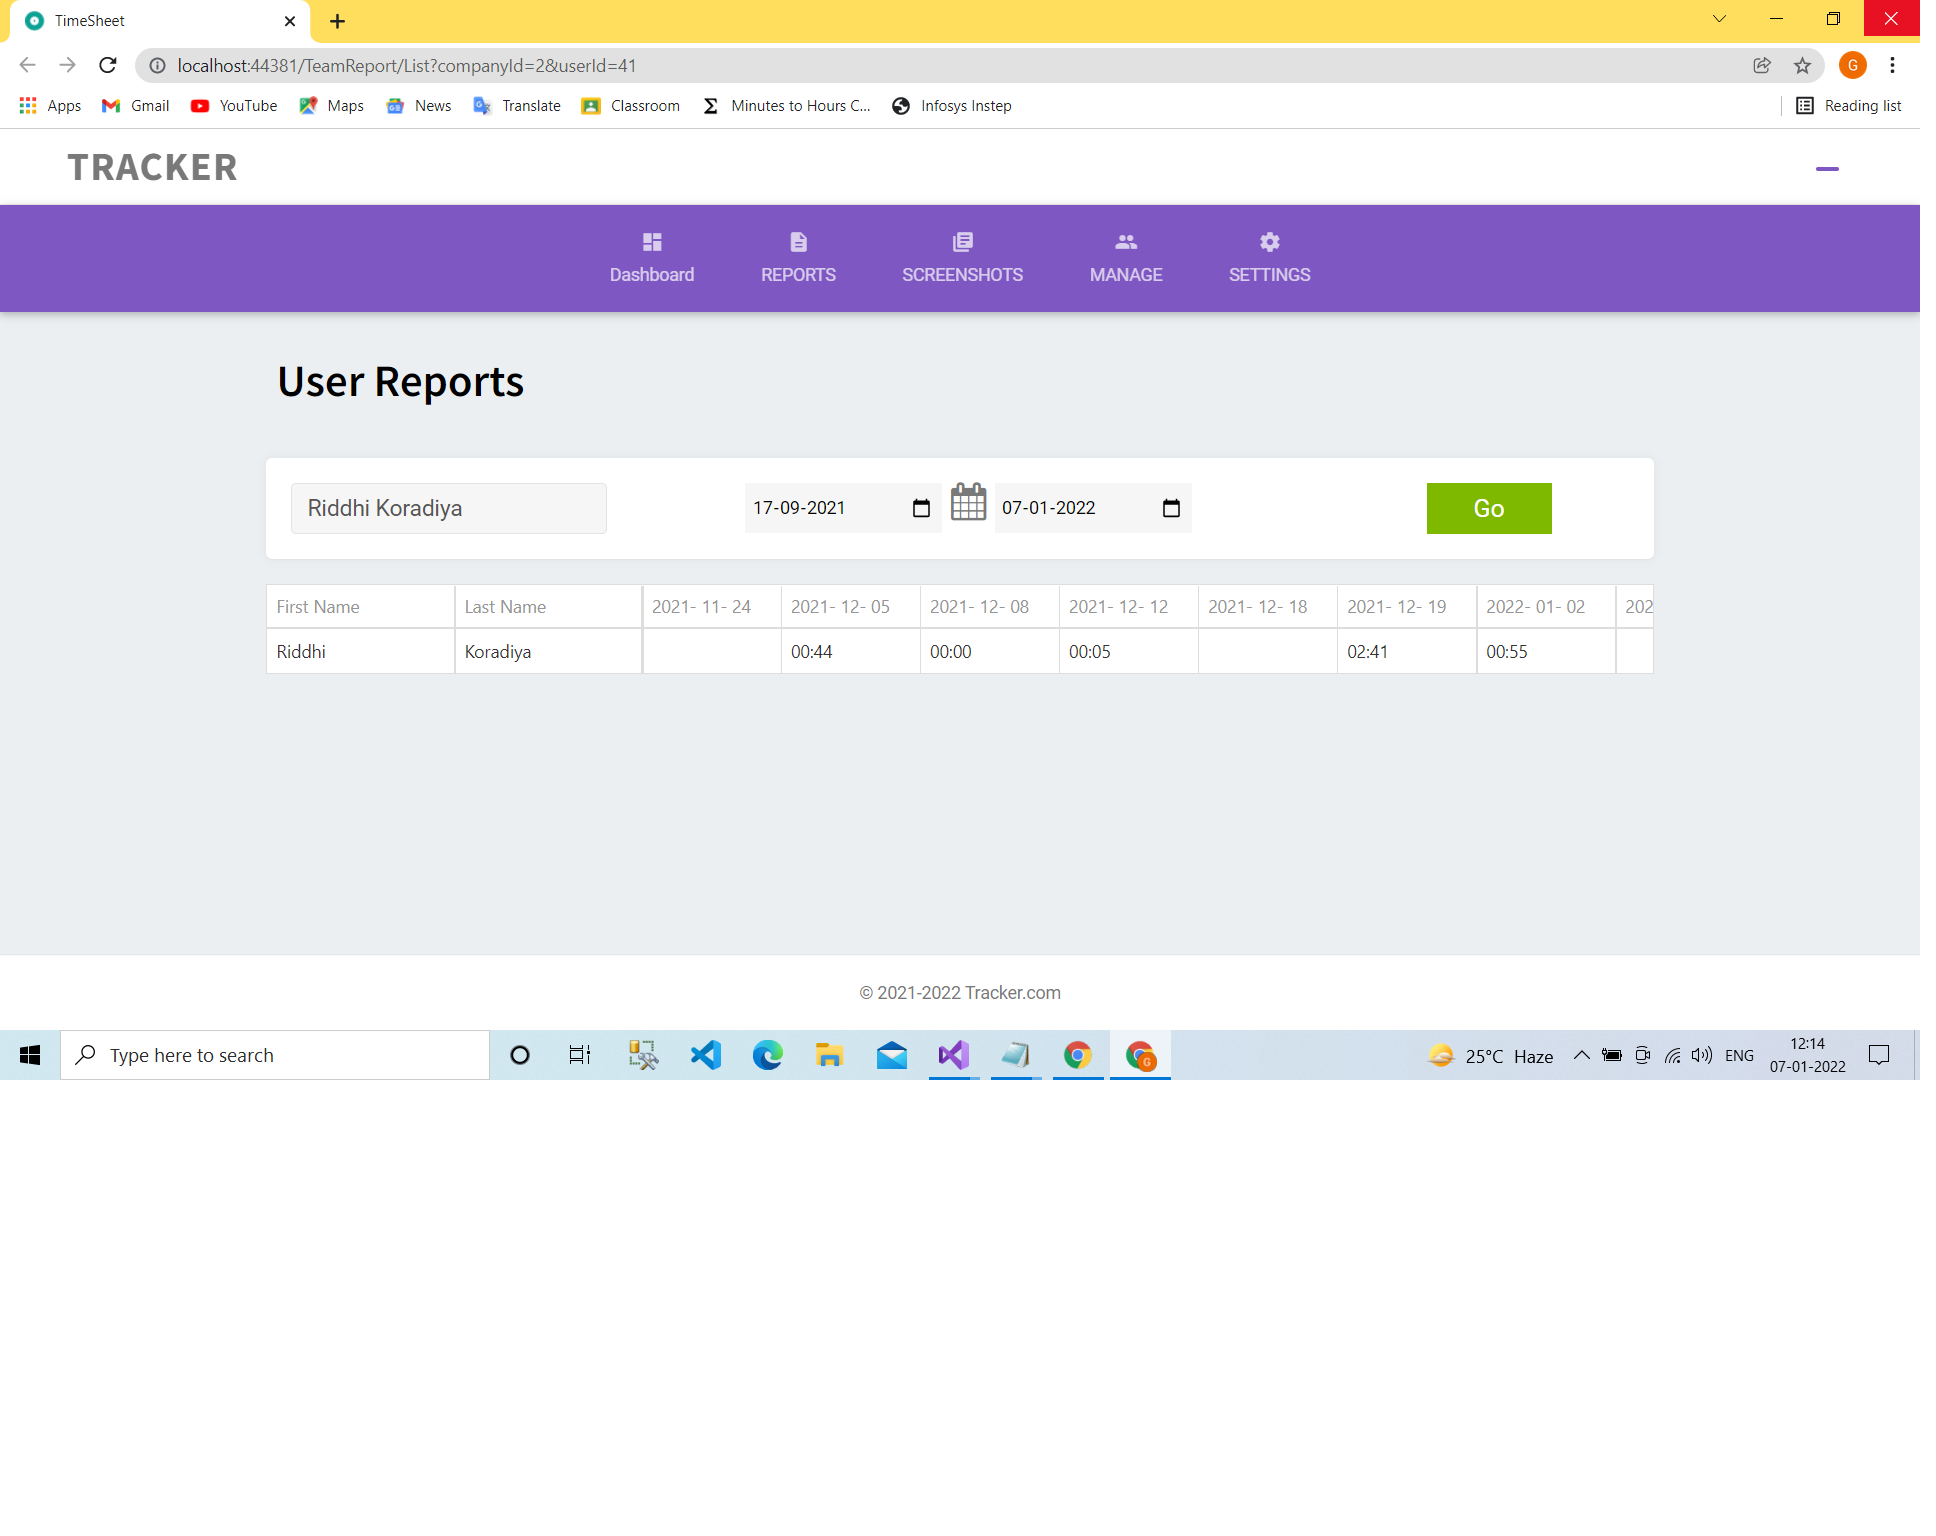 TimeSheet
localhost:44381/TeamReport/List?companyId=2&userId=41
G
Apps Gmail YouTube Maps News Translate Classroom Minutes to Hours C... Infosys Instep Reading list
TRACKER
Dashboard REPORTS SCREENSHOTS MANAGE SETTINGS
User Reports
Riddhi Koradiya 17-09-2021 07-01-2022 Go
First Name Last Name 2021- 11- 24 2021- 12- 05 2021- 12- 08 2021- 12- 12 2021- 12- 18 2021- 12- 19 2022- 01- 02 202
Riddhi Koradiya 00:44 00:00 00:05 02:41 00:55
© 2021-2022 Tracker.com
Type here to search 25°C Haze ENG 12:14
07-01-2022